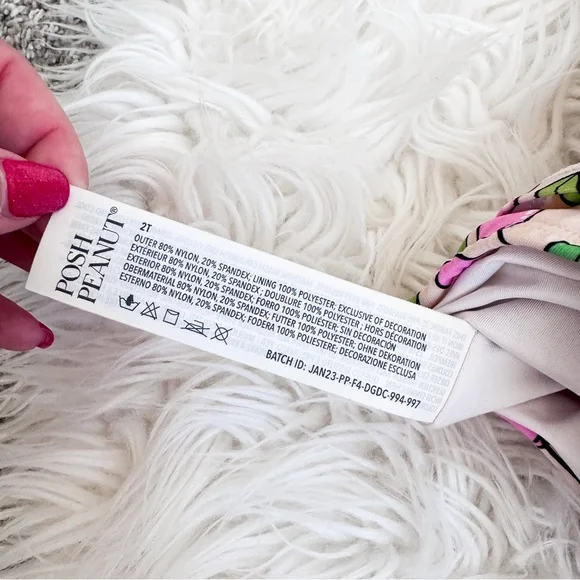 POSH
PEANUT®
2T
OUTER 80% NYLON, 20% SPANDEX: LINING 100% POLYESTER; EXCLUSIVE OF DECORATION
EXTÉRIEUR 80% NYLON, 20% SPANDEX; DOUBLURE 100% POLYESTER; HORS DÉCORATION
EXTERIOR 80% NYLON, 20% SPANDEX; FORRO 100% POLIESTER; SIN DECORACIÓN
OBERMATERIAL 80% NYLON, 20% SPANDEX; FUTTER 100% POLYESTER; OHNE DEKORATION
ESTERNO 80% NYLON, 20% SPANDEX; FODERA 100% POLIESTERE; DECORAZIONE ESCLUSA
BATCH ID: JAN23-PP-F4-DGDC-994-997